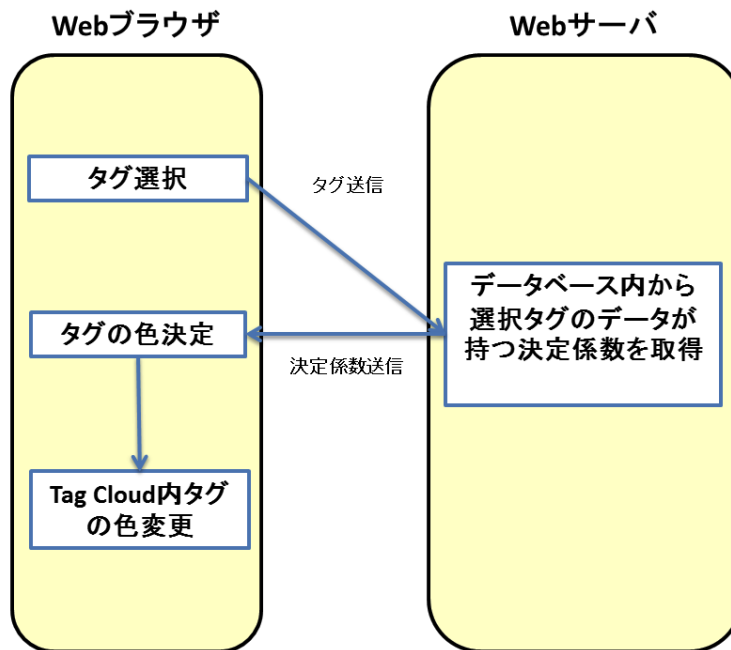 Webブラウザ
Webサーバ
タグ選択
タグ送信
データベース内から
選択タグのデータが
持つ決定係数を取得
タグの色決定
決定係数送信
Tag Cloud内タグ
の色変更